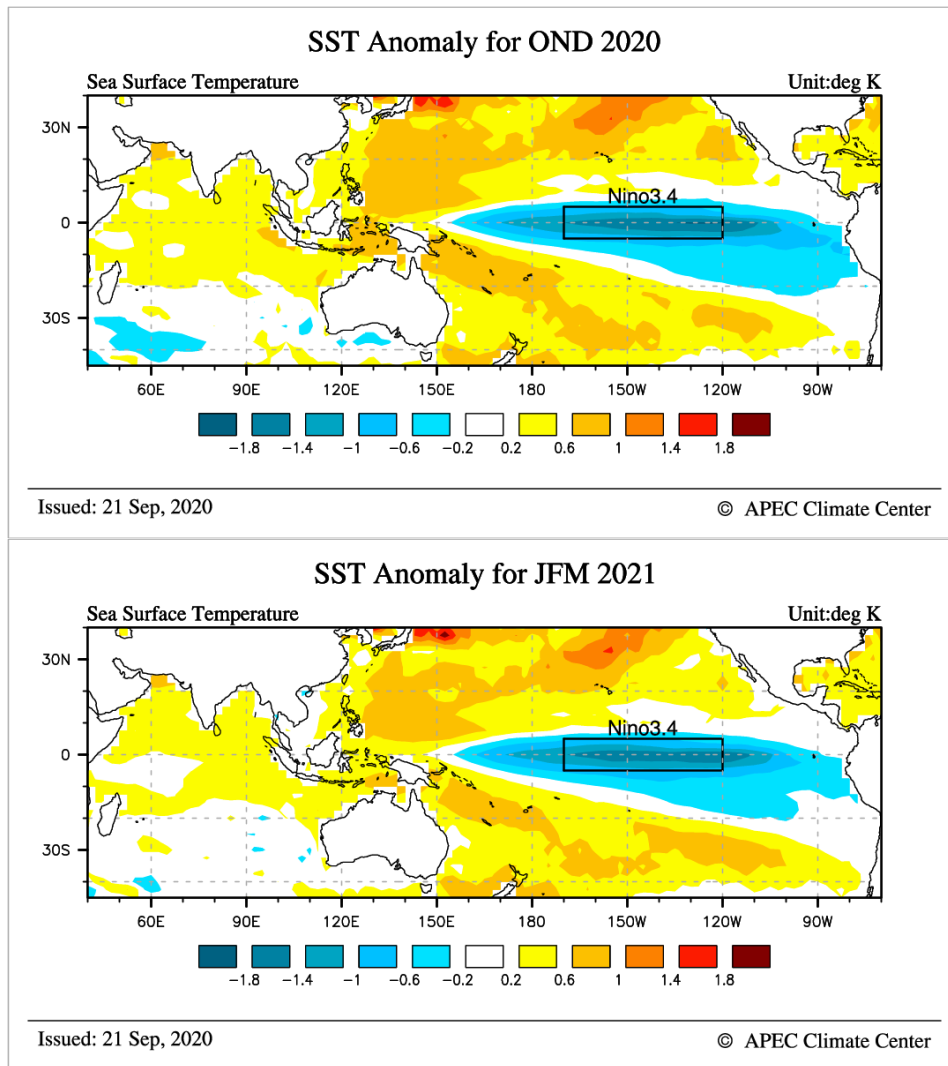 SST Anomaly for OND 2020
Sea Surface Temperature Unit:deg K
30N
0
30S
Nino3.4
60E 90E 120E 150E 180 150W 120W 90W
−1.8 −1.4 −1 −0.6 −0.2 0.2 0.6 1 1.4 1.8
Issued: 21 Sep, 2020 © APEC Climate Center
SST Anomaly for JFM 2021
Sea Surface Temperature Unit:deg K
30N
0
30S
Nino3.4
60E 90E 120E 150E 180 150W 120W 90W
−1.8 −1.4 −1 −0.6 −0.2 0.2 0.6 1 1.4 1.8
Issued: 21 Sep, 2020 © APEC Climate Center